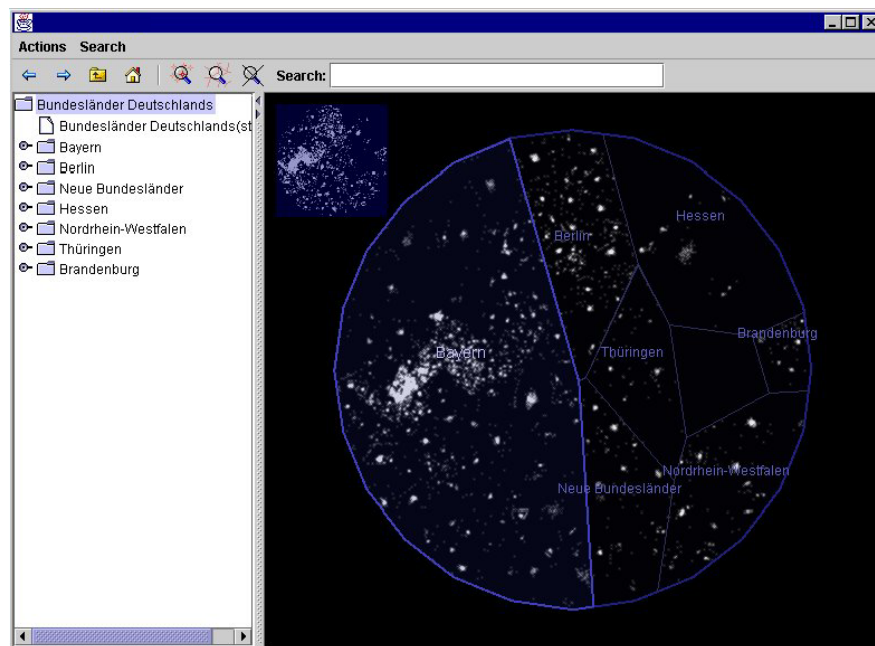 Actions Search
Search:
Bundesländer Deutschlands
Bundesländer Deutschlands(st
Bayern
Berlin
Neue Bundesländer
Hessen
Nordrhein-Westfalen
Thüringen
Brandenburg
Hessen
Berlin
Brandenburg
Thüringen
Bayern
Nordrhein-Westfalen
Neue Bundesländer